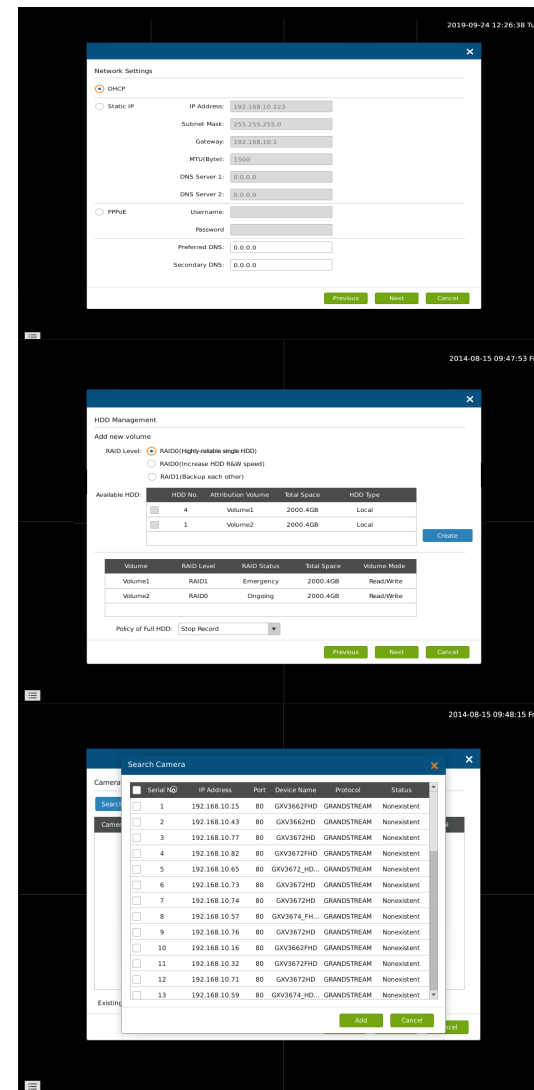 2019-09-24 12:26:38 Tu
Network Settings
DHCP
Static IP IP Address: 192.168.10.223
Subnet Mask: 255.255.255.0
Gateway: 192.168.10.1
MTU(Byte): 1500
DNS Server 1: 0.0.0.0
DNS Server 2: 0.0.0.0
PPPoE Username:
Password
Preferred DNS: 0.0.0.0
Secondary DNS: 0.0.0.0
Previous Next Cancel
2014-08-15 09:47:53 Fr
HDD Management
Add new volume
RAID Level: RAID0(Highly-reliable single HDD)
RAID0(Increase HDD R&W speed)
RAID1(Backup each other)
Available HDD: HDD No. Attribution Volume Total Space HDD Type
4 Volume1 2000.4GB Local
1 Volume2 2000.4GB Local
Create
Volume RAID Level RAID Status Total Space Volume Mode
Volume1 RAID1 Emergency 2000.4GB Read/Write
Volume2 RAID0 Ongoing 2000.4GB Read/Write
Policy of Full HDD: Stop Record
Previous Next Cancel
2014-08-15 09:48:15 Fr
Search Camera
Camera
Serial No IP Address Port Device Name Protocol Status
Search
1 192.168.10.15 80 GXV3662FHD GRANDSTREAM Nonexistent
Camer
2 192.168.10.43 80 GXV3662HD GRANDSTREAM Nonexistent
3 192.168.10.77 80 GXV3672HD GRANDSTREAM Nonexistent
4 192.168.10.82 80 GXV3672FHD GRANDSTREAM Nonexistent
5 192.168.10.65 80 GXV3672_HD... GRANDSTREAM Nonexistent
6 192.168.10.73 80 GXV3672HD GRANDSTREAM Nonexistent
7 192.168.10.74 80 GXV3672HD GRANDSTREAM Nonexistent
8 192.168.10.57 80 GXV3674_FH... GRANDSTREAM Nonexistent
9 192.168.10.76 80 GXV3672HD GRANDSTREAM Nonexistent
10 192.168.10.16 80 GXV3662FHD GRANDSTREAM Nonexistent
11 192.168.10.32 80 GXV3672FHD GRANDSTREAM Nonexistent
12 192.168.10.71 80 GXV3672HD GRANDSTREAM Nonexistent
13 192.168.10.59 80 GXV3674_HD... GRANDSTREAM Nonexistent
Existing
Add Cancel
ncel